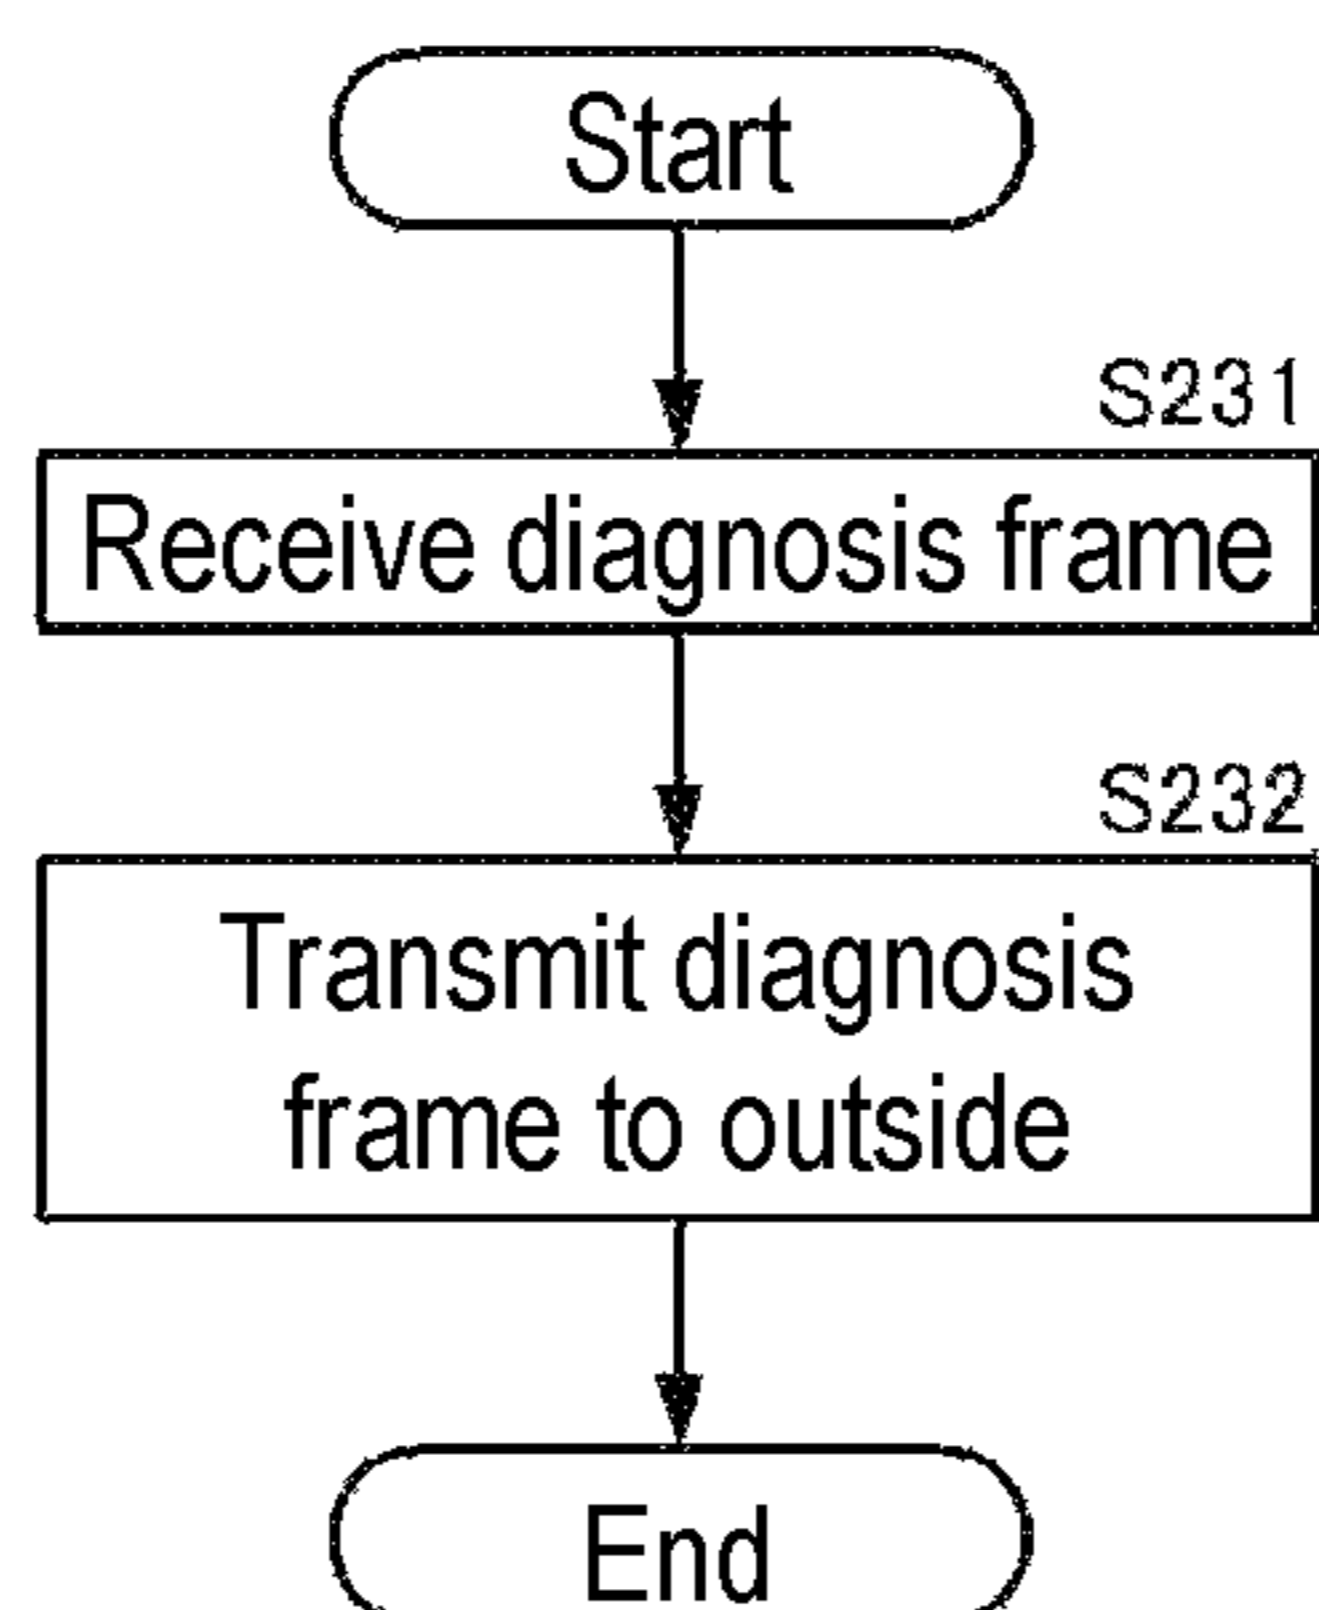 Start
S231
Receive diagnosis frame
S232
Transmit diagnosis
frame to outside
End